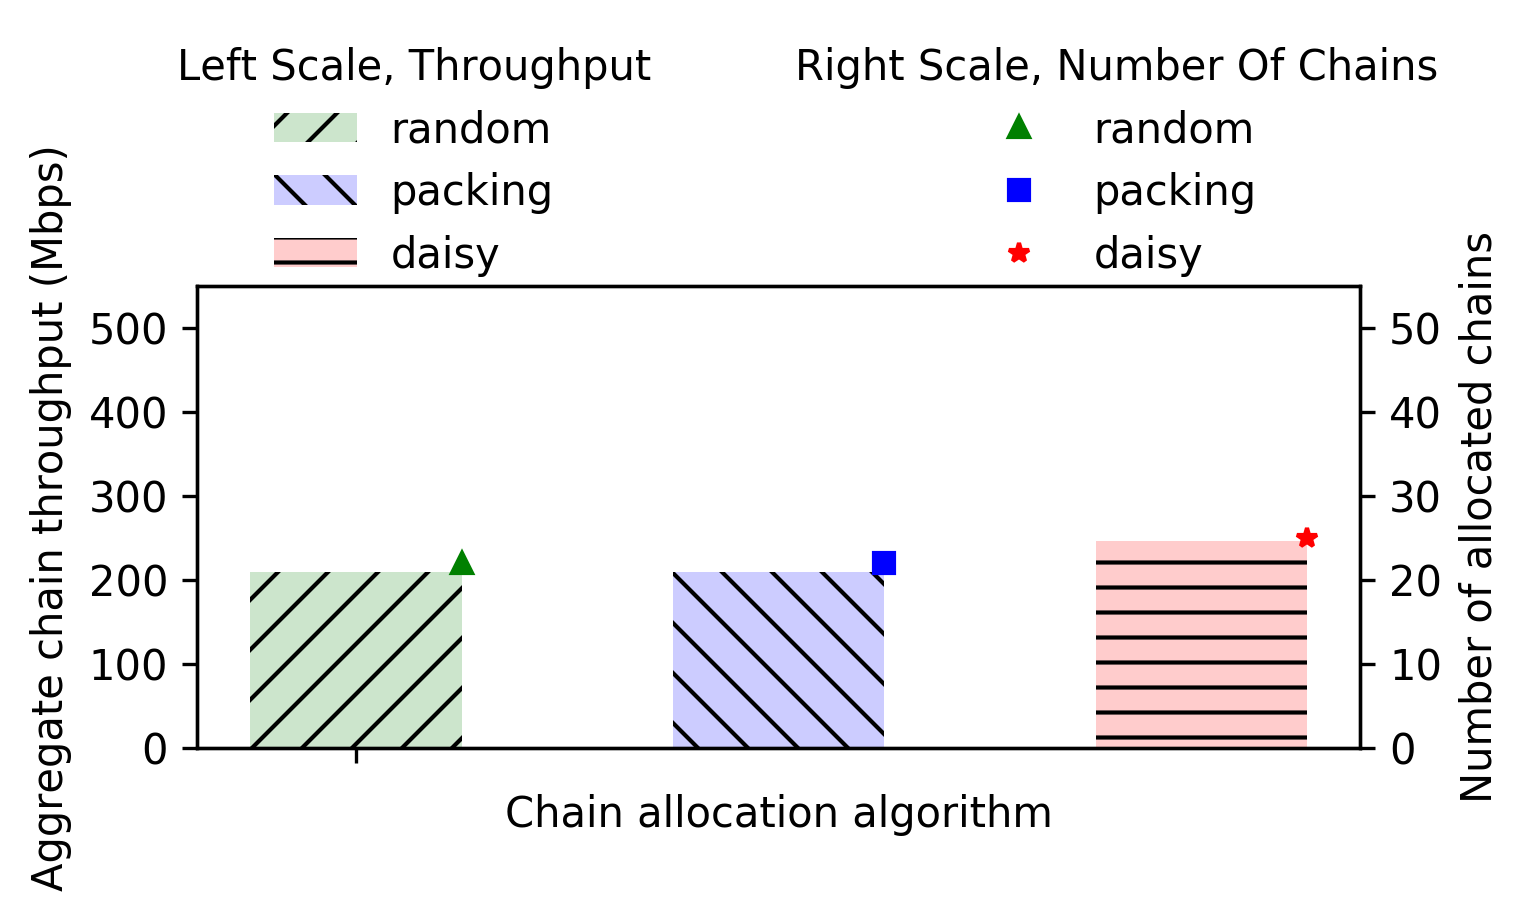 Left Scale, Throughput
random
packing
daisy
Right Scale, Number Of Chains
random
packing
daisy
Aggregate chain throughput (Mbps)
500
400
300
200
100
0
50
40
30
20
10
0
Number of allocated chains
Chain allocation algorithm